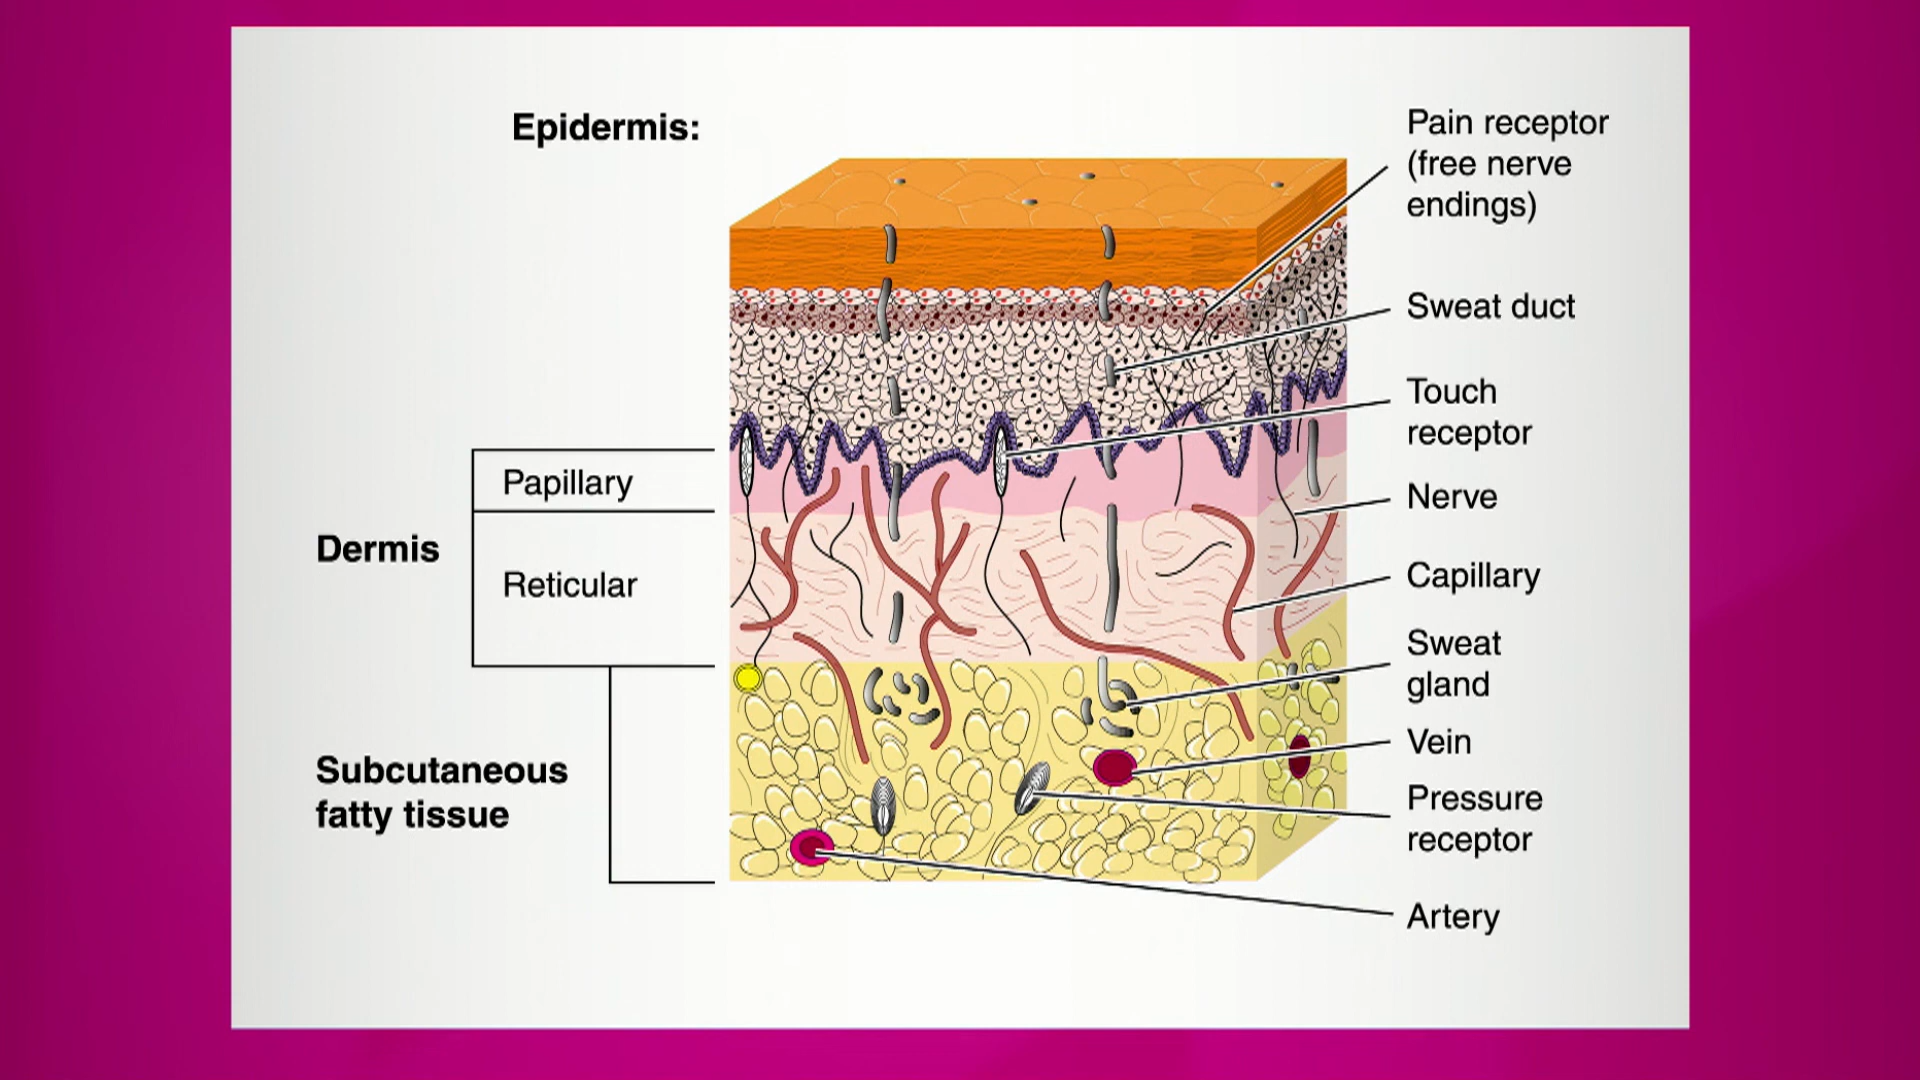 Epidermis:
Papillary
Dermis
Reticular
Subcutaneous
fatty tissue
Pain receptor
(free nerve
endings)
Sweat duct
Touch
receptor
Nerve
Capillary
Sweat
gland
Vein
Pressure
receptor
Artery